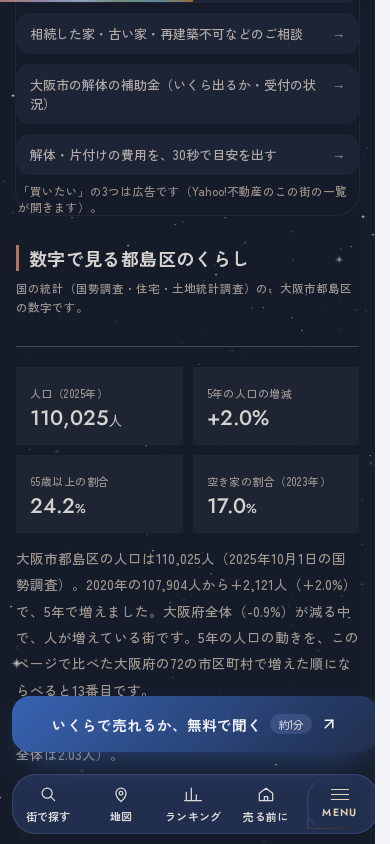 相続した家・古い家・再建築不可などのご相談 →
大阪市の解体の補助金（いくら出るか・受付の状 →
況）
解体・片付けの費用を、30秒で目安を出す →
「買いたい」の3つは広告です（Yahoo!不動産のこの街の一覧
が開きます）。
数字で見る都島区のくらし
国の統計（国勢調査・住宅・土地統計調査）の、大阪市都島区
の数字です。
人口（2025年）
110,025人
5年の人口の増減
+2.0%
65歳以上の割合
24.2%
空き家の割合（2023年）
17.0%
大阪市都島区の人口は110,025人（2025年10月1日の国
勢調査）。2020年の107,904人から+2,121人（+2.0%）
で、5年で増えました。大阪府全体（-0.9%）が減る中
で、人が増えている街です。5年の人口の動きを、この
ページで比べた大阪府の72の市区町村で増えた順にな
らべると13番目です。
いくらで売れるか、無料で聞く 約1分
全体は2.03人）。
街で探す
地図
ランキング
売る前に
MENU